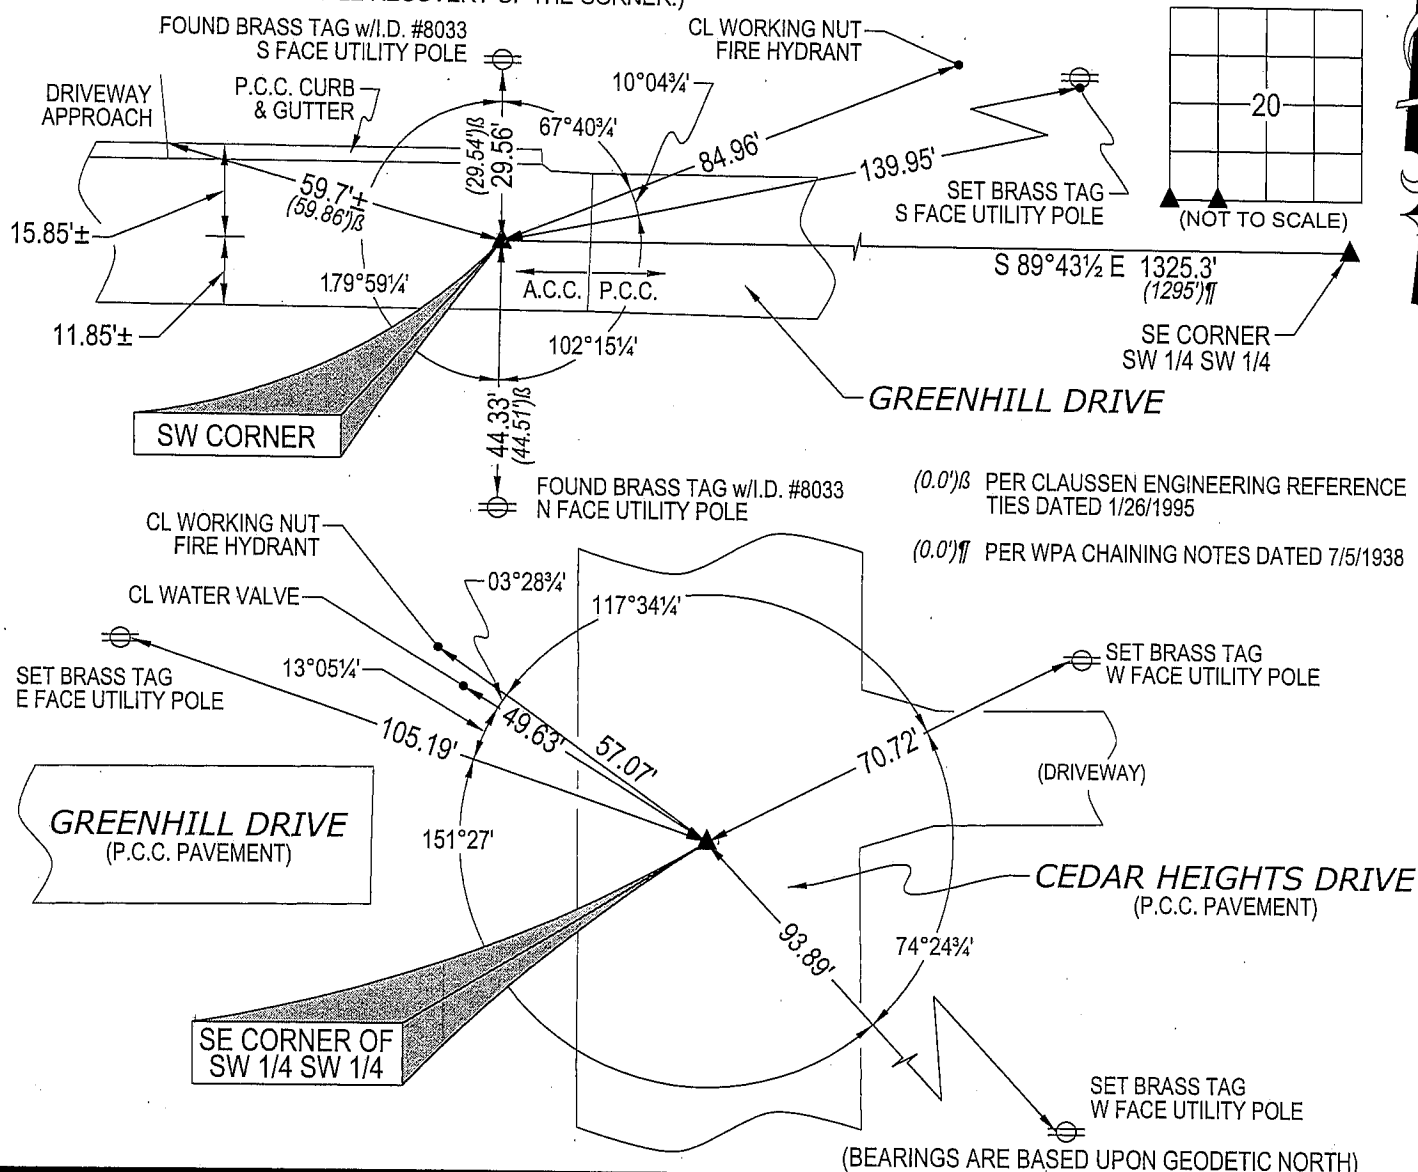 FOUND BRASS TAG w/I.D. #8033
S FACE UTILITY POLE
CL WORKING NUT
FIRE HYDRANT
DRIVEWAY
APPROACH
P.C.C. CURB
& GUTTER
10°04¾'
67°40¾'
(29.54')ß
29.56'
84.96'
139.95'
59.7'±
(59.86')ß
SET BRASS TAG
S FACE UTILITY POLE
20
(NOT TO SCALE)
15.85'±
11.85'±
179°59¼'
A.C.C.
P.C.C.
102°15¼'
S 89°43½ E 1325.3'
(1295')¶
SE CORNER
SW 1/4 SW 1/4
GREENHILL DRIVE
SW CORNER
44.33'
(44.51')ß
FOUND BRASS TAG w/I.D. #8033
N FACE UTILITY POLE
(0.0')ß PER CLAUSSEN ENGINEERING REFERENCE
TIES DATED 1/26/1995
(0.0')¶ PER WPA CHAINING NOTES DATED 7/5/1938
CL WORKING NUT
FIRE HYDRANT
CL WATER VALVE
03°28¾'
117°34¼'
13°05¼'
SET BRASS TAG
E FACE UTILITY POLE
SET BRASS TAG
W FACE UTILITY POLE
105.19'
49.63'
57.07'
70.72'
(DRIVEWAY)
GREENHILL DRIVE
(P.C.C. PAVEMENT)
151°27'
CEDAR HEIGHTS DRIVE
(P.C.C. PAVEMENT)
93.89'
74°24¾'
SE CORNER OF
SW 1/4 SW 1/4
SET BRASS TAG
W FACE UTILITY POLE
(BEARINGS ARE BASED UPON GEODETIC NORTH)